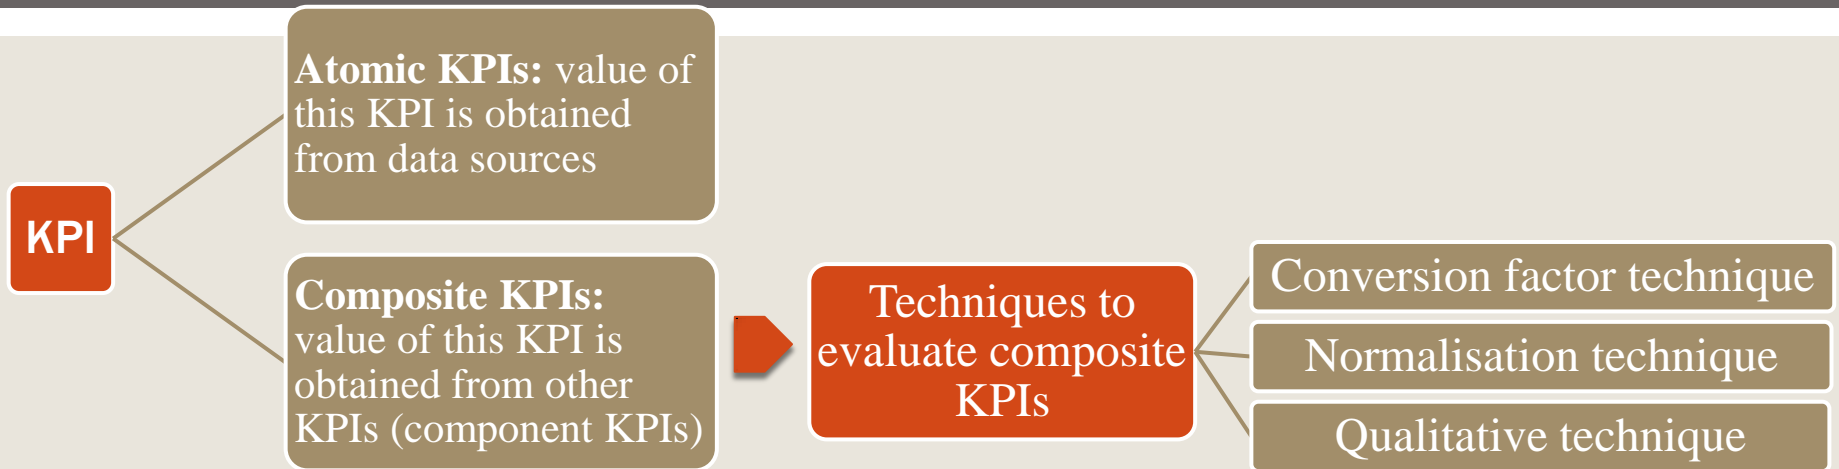 KPI
Atomic KPIs: value of
this KPI is obtained
from data sources
Composite KPIs:
value of this KPI is
obtained from other
KPIs (component KPIs)
Techniques to
evaluate composite
KPIs
Conversion factor technique
Normalisation technique
Qualitative technique